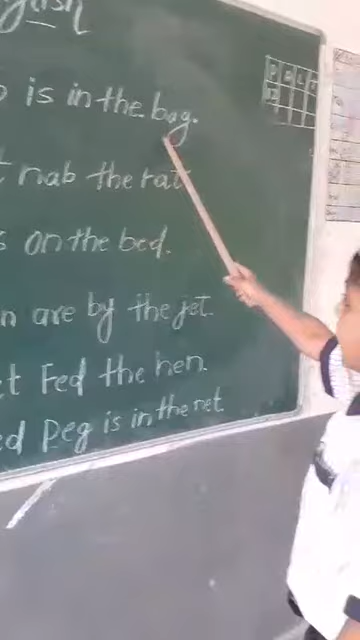 is in the bag.
nab the rat
on the bed.
are by the jet.
Fed the hen.
Peg is in the net